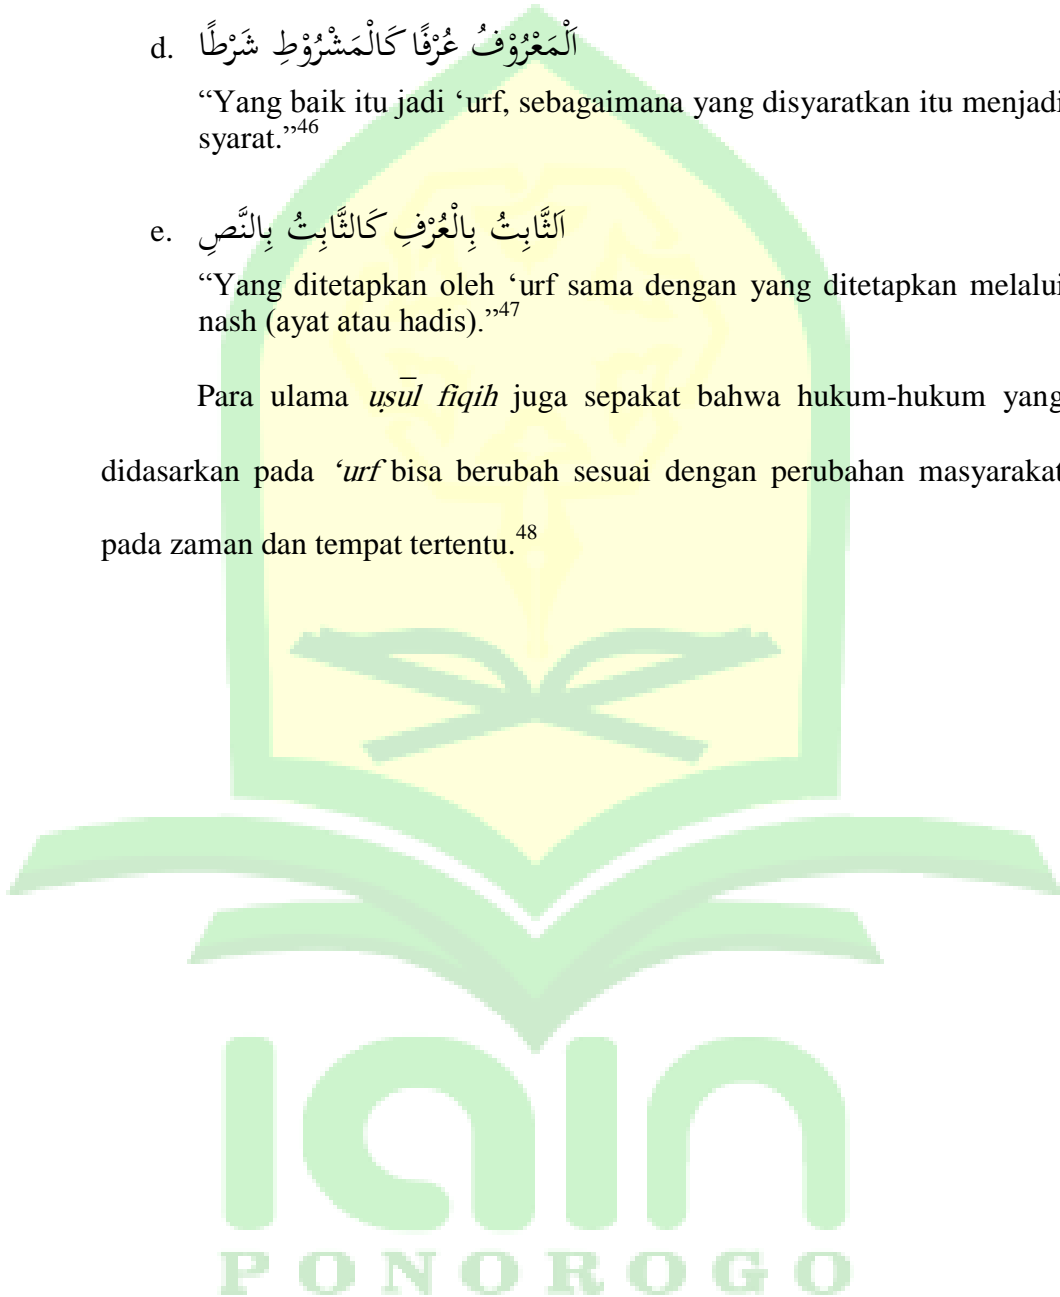 d. اَلْمَعْرُوْفُ عُرْفًا كَالْمَشْرُوْطِ شَرْطًا
“Yang baik itu jadi ‘urf, sebagaimana yang disyaratkan itu menjadi
syarat.”46
e. اَلثَّابِتُ بِالْعُرْفِ كَالثَّابِتُ بِالنَّصِ
“Yang ditetapkan oleh ‘urf sama dengan yang ditetapkan melalui
nash (ayat atau hadis).”47
Para ulama uṣūl fiqih juga sepakat bahwa hukum-hukum yang
didasarkan pada ‘urf bisa berubah sesuai dengan perubahan masyarakat
pada zaman dan tempat tertentu.48
iain
PONOROGO